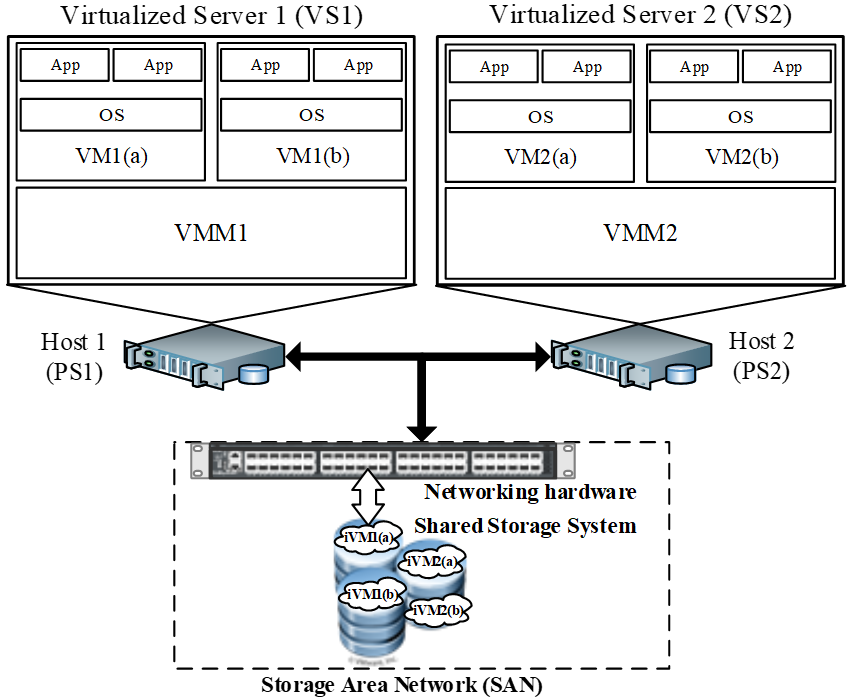 Virtualized Server 1 (VS1)
Virtualized Server 2 (VS2)
App App App App
OS OS
VM1(a) VM1(b)
VMM1
App App App App
OS OS
VM2(a) VM2(b)
VMM2
Host 1
(PS1)
Host 2
(PS2)
Networking hardware
Shared Storage System
iVM1(a)
iVM2(a)
iVM1(b)
iVM2(b)
Storage Area Network (SAN)